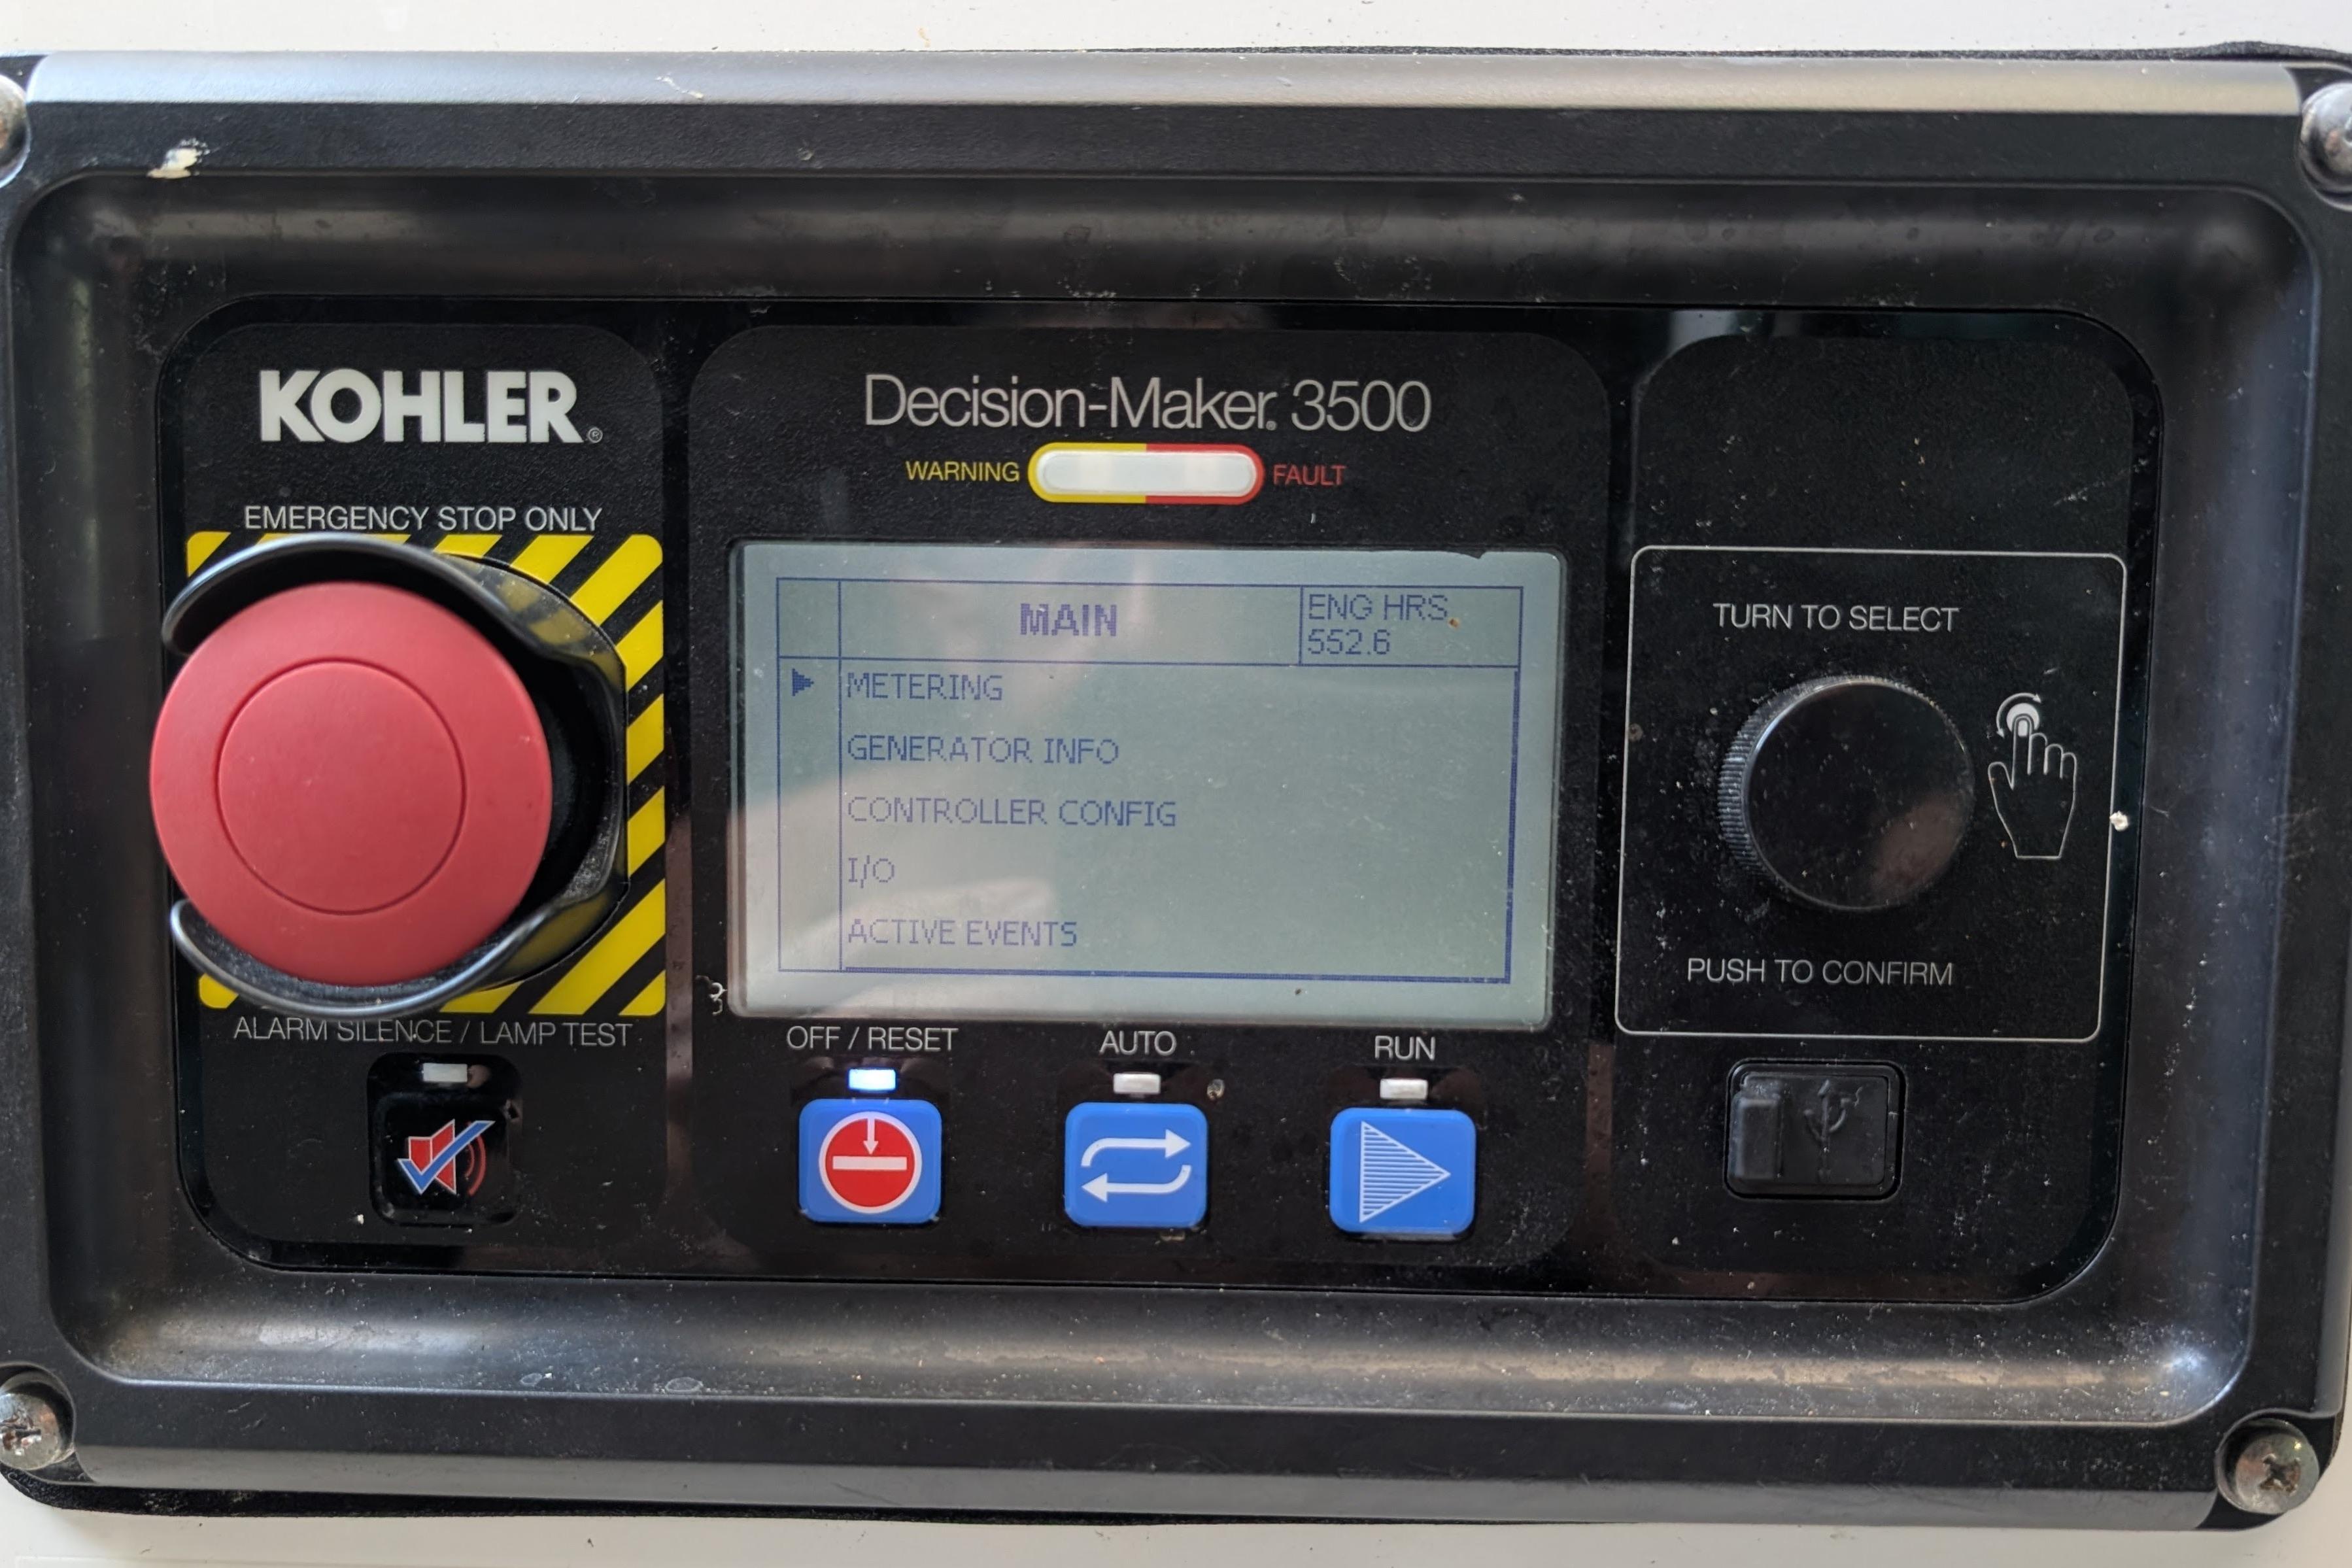 KOHLER®
EMERGENCY STOP ONLY
ALARM SILENCE / LAMP TEST
Decision-Maker® 3500
WARNING
FAULT
MAIN
ENG HRS.
552.6
METERING
GENERATOR INFO
CONTROLLER CONFIG
I/O
ACTIVE EVENTS
OFF / RESET
AUTO
RUN
TURN TO SELECT
PUSH TO CONFIRM